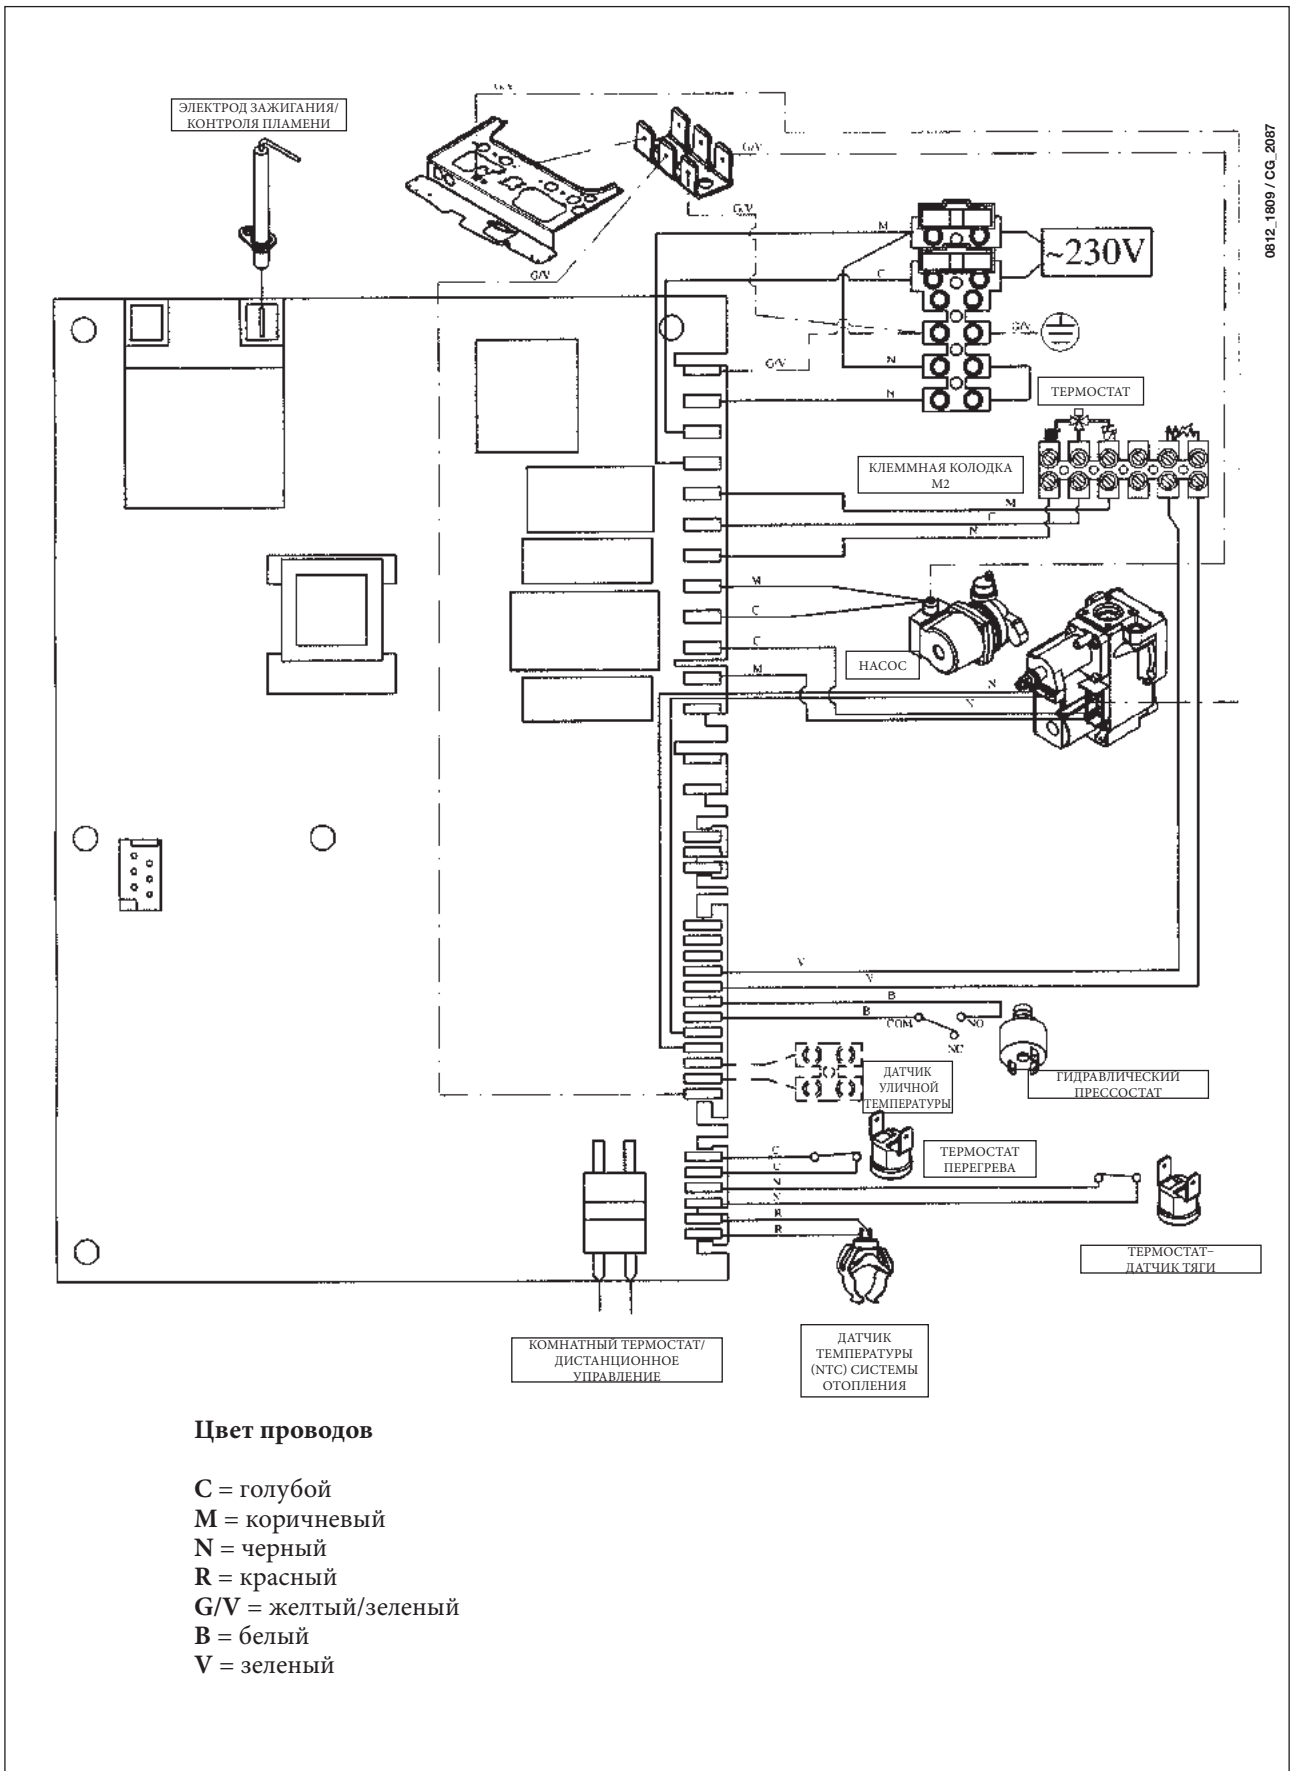 G/V
ЭЛЕКТРОД ЗАЖИГАНИЯ/
КОНТРОЛЯ ПЛАМЕНИ
0812_1809 / CG_2087
G/V
G/V
G/V
M
C
~230V
G/V
G/V
N
N
ТЕРМОСТАТ
КЛЕММНАЯ КОЛОДКА
M2
M
C
N
M
C
C
M
НАСОС
N
N
V
V
B
B
COM
NO
NC
ДАТЧИК
УЛИЧНОЙ
ТЕМПЕРАТУРЫ
ГИДРАВЛИЧЕСКИЙ
ПРЕССОСТАТ
C
C
ТЕРМОСТАТ
ПЕРЕГРЕВА
N
N
R
R
ТЕРМОСТАТ–
ДАТЧИК ТЯГИ
КОМНАТНЫЙ ТЕРМОСТАТ/
ДИСТАНЦИОННОЕ
УПРАВЛЕНИЕ
ДАТЧИК
ТЕМПЕРАТУРЫ
(NTC) СИСТЕМЫ
ОТОПЛЕНИЯ
Цвет проводов
C = голубой
M = коричневый
N = черный
R = красный
G/V = желтый/зеленый
B = белый
V = зеленый